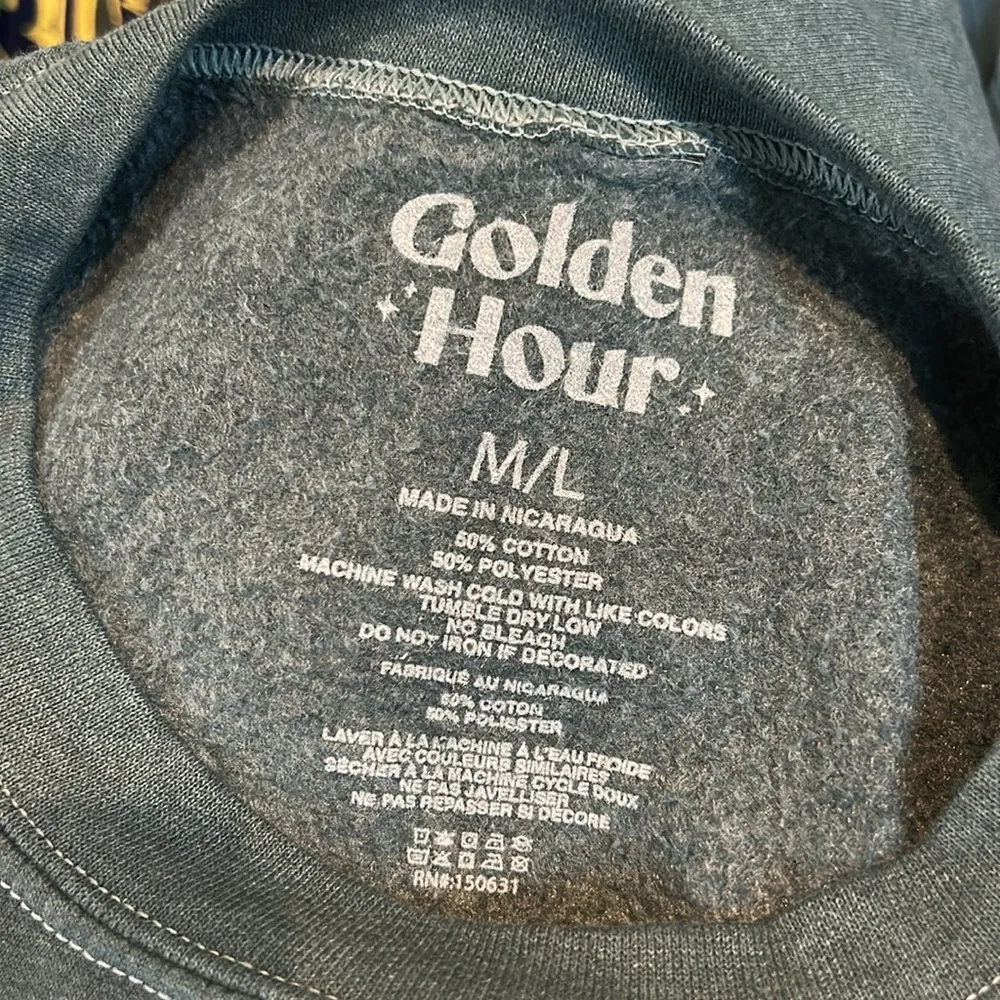 Golden
Hour
M/L
MADE IN NICARAGUA
50% COTTON
50% POLYESTER
MACHINE WASH COLD WITH LIKE COLORS
TUMBLE DRY LOW
NO BLEACH
DO NOT IRON IF DECORATED
FABRIQUÉ AU NICARAGUA
50% COTON
50% POLIESTER
LAVER À LA MACHINE À L'EAU FROIDE
AVEC COULEURS SIMILAIRES
SÉCHER À LA MACHINE CYCLE DOUX
NE PAS JAVELLISER
NE PAS REPASSER SI DÉCORÉ
RN#:150631